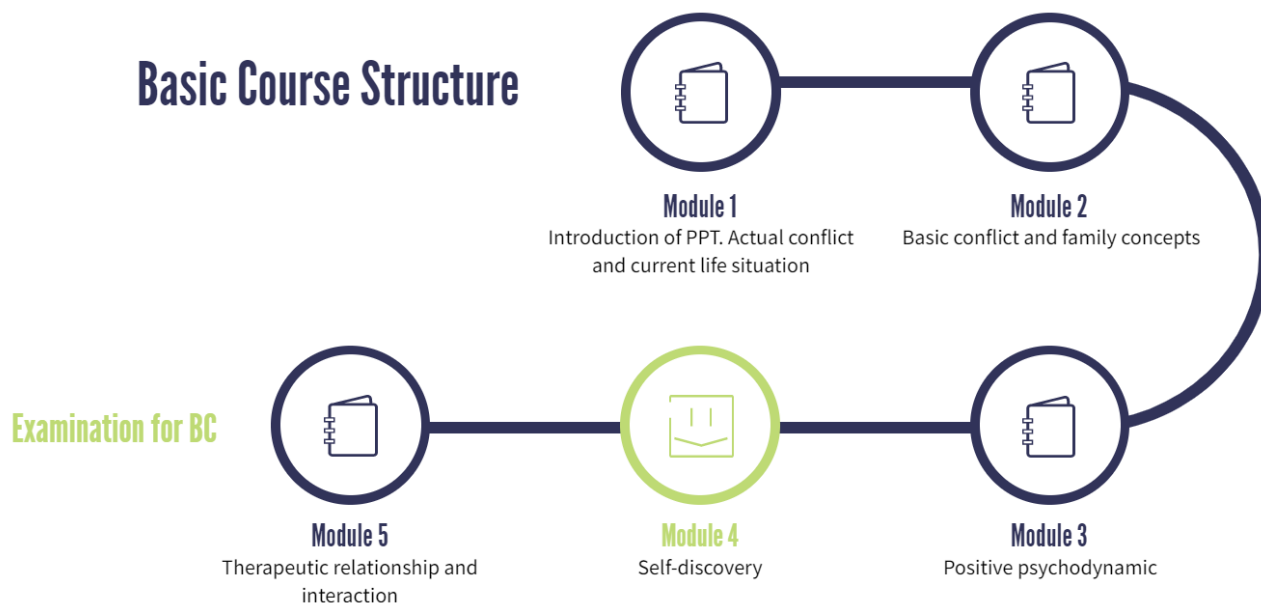 Basic Course Structure
Module 1
Introduction of PPT. Actual conflict
and current life situation
Module 2
Basic conflict and family concepts
Module 3
Positive psychodynamic
Module 4
Self-discovery
Module 5
Therapeutic relationship and
interaction
Examination for BC